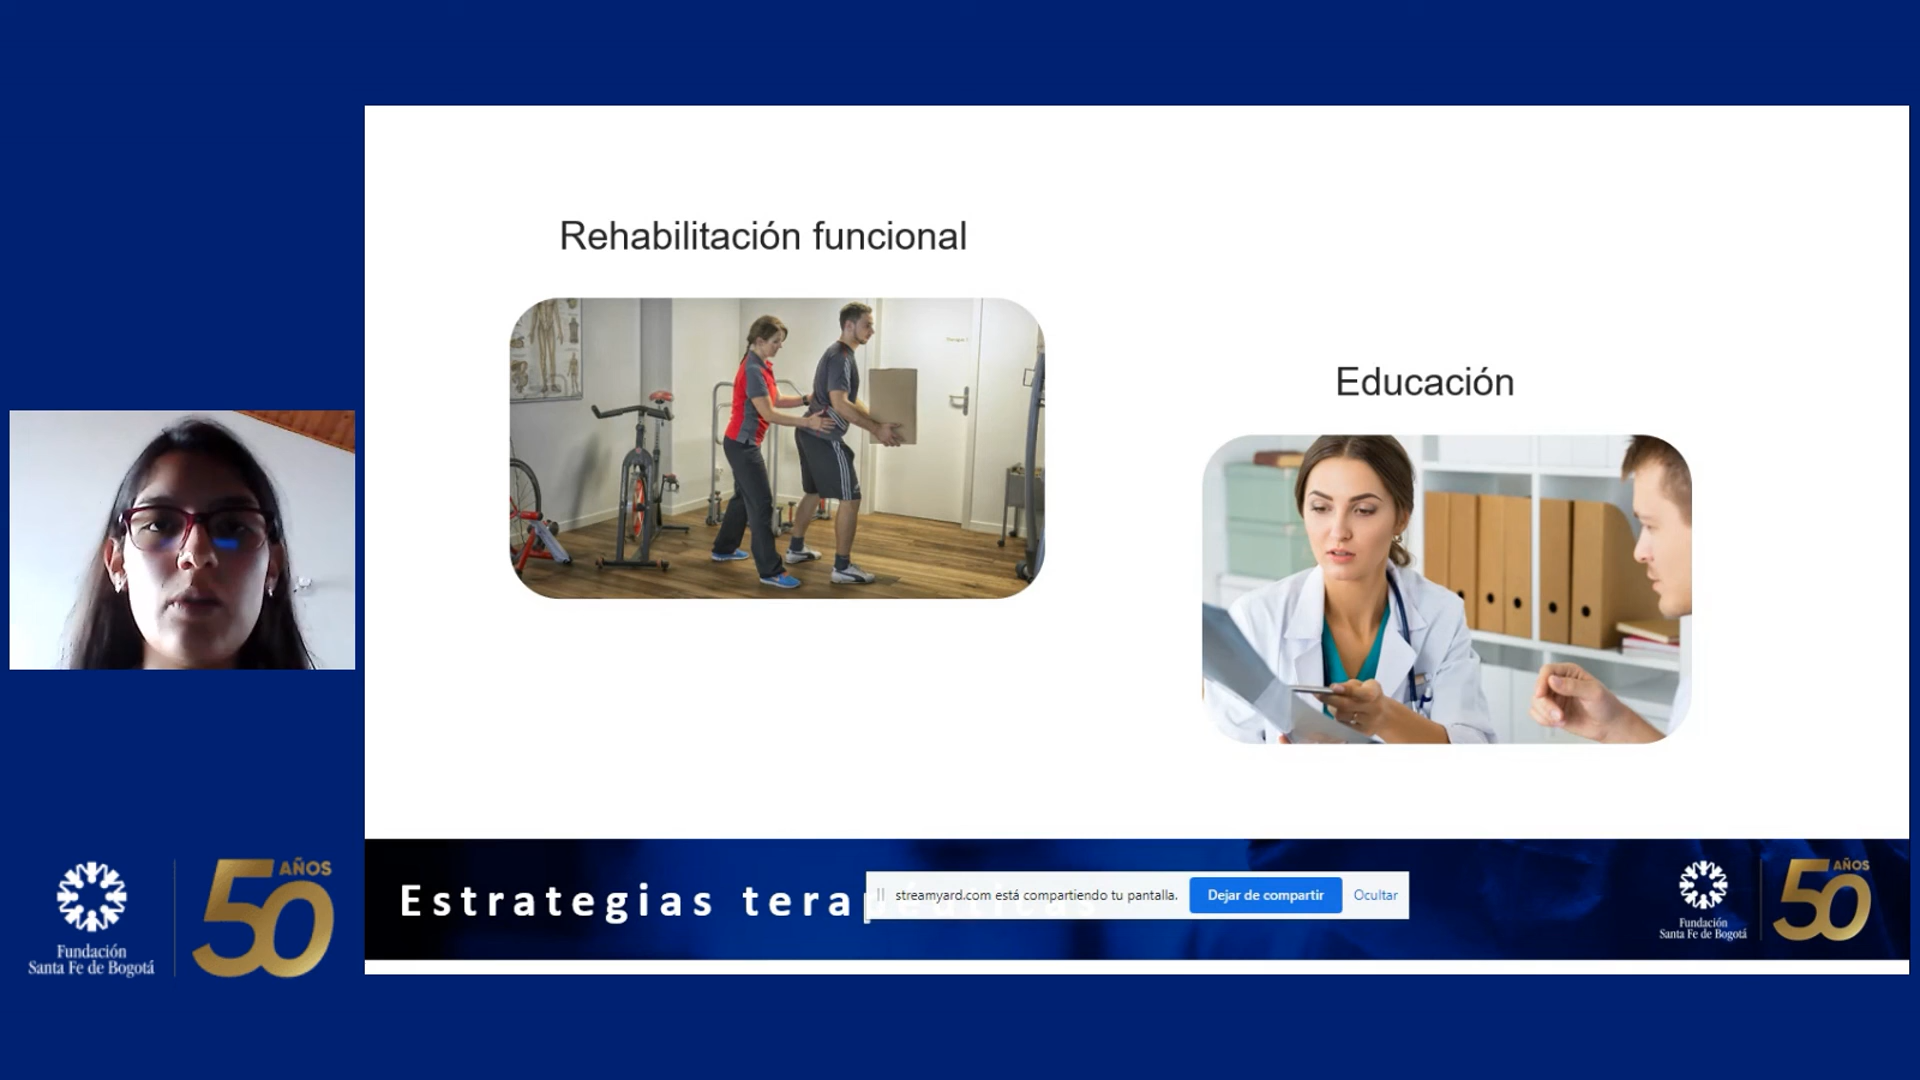 Rehabilitación funcional
Educación
Estrategias tera
streamyard.com está compartiendo tu pantalla.
Dejar de compartir
Ocultar
Fundación
Santa Fe de Bogotá
50 AÑOS
Fundación
Santa Fe de Bogotá
50 AÑOS